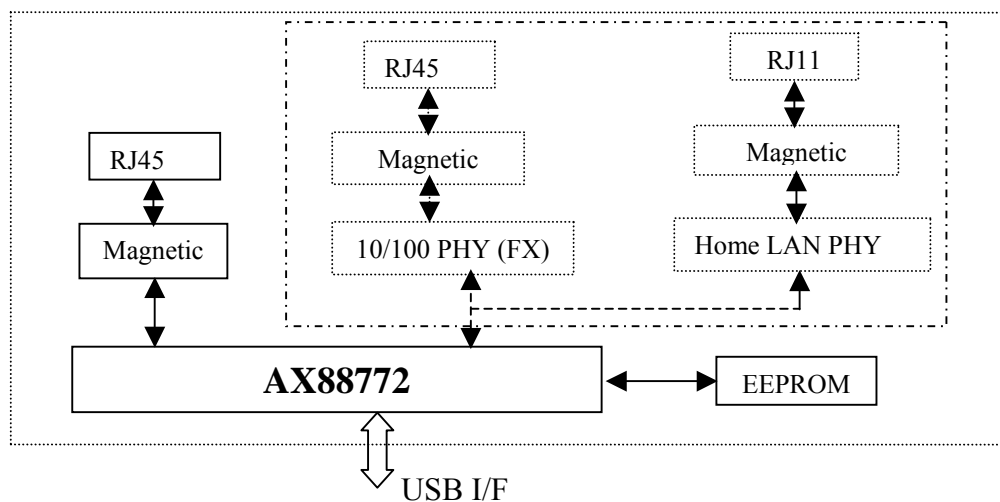 RJ45
RJ11
Magnetic
Magnetic
RJ45
10/100 PHY (FX)
Home LAN PHY
Magnetic
AX88772
EEPROM
USB I/F